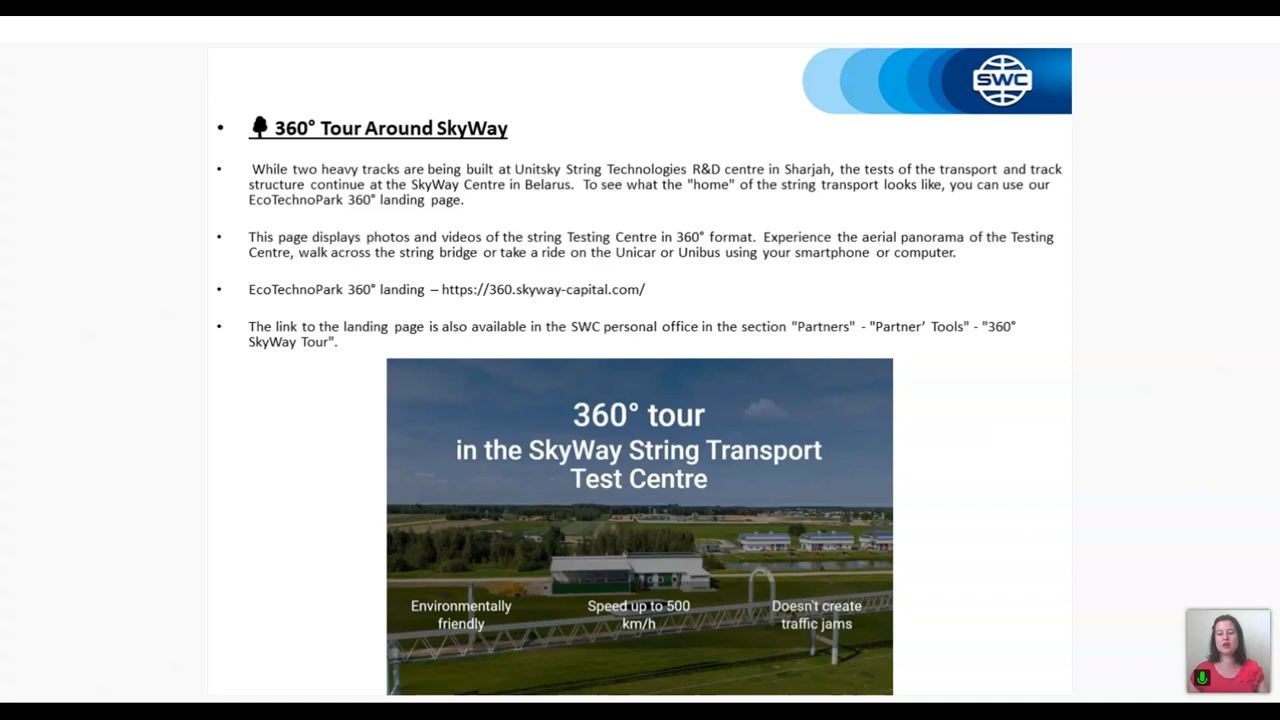 SWC
• 360° Tour Around SkyWay
• While two heavy tracks are being built at Unitsky String Technologies R&D centre in Sharjah, the tests of the transport and track
structure continue at the SkyWay Centre in Belarus. To see what the "home" of the string transport looks like, you can use our
EcoTechnoPark 360° landing page.
• This page displays photos and videos of the string Testing Centre in 360° format. Experience the aerial panorama of the Testing
Centre, walk across the string bridge or take a ride on the Unicar or Unibus using your smartphone or computer.
• EcoTechnoPark 360° landing – https://360.skyway-capital.com/
• The link to the landing page is also available in the SWC personal office in the section "Partners" - "Partner’ Tools" - "360°
SkyWay Tour".
360° tour
in the SkyWay String Transport
Test Centre
Environmentally
friendly
Speed up to 500
km/h
Doesn't create
traffic jams